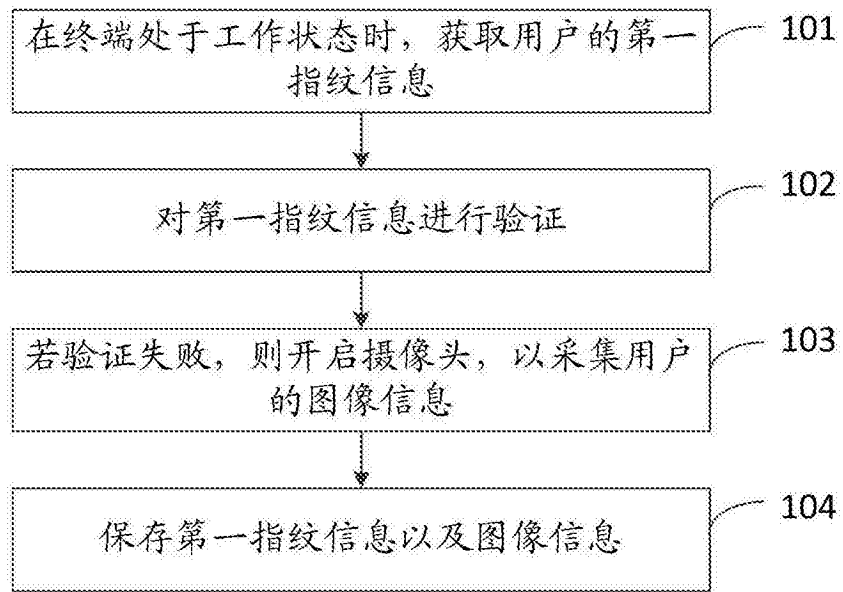 在终端处于工作状态时，获取用户的第一
指纹信息
101
对第一指纹信息进行验证
102
若验证失败，则开启摄像头，以采集用户
的图像信息
103
保存第一指纹信息以及图像信息
104